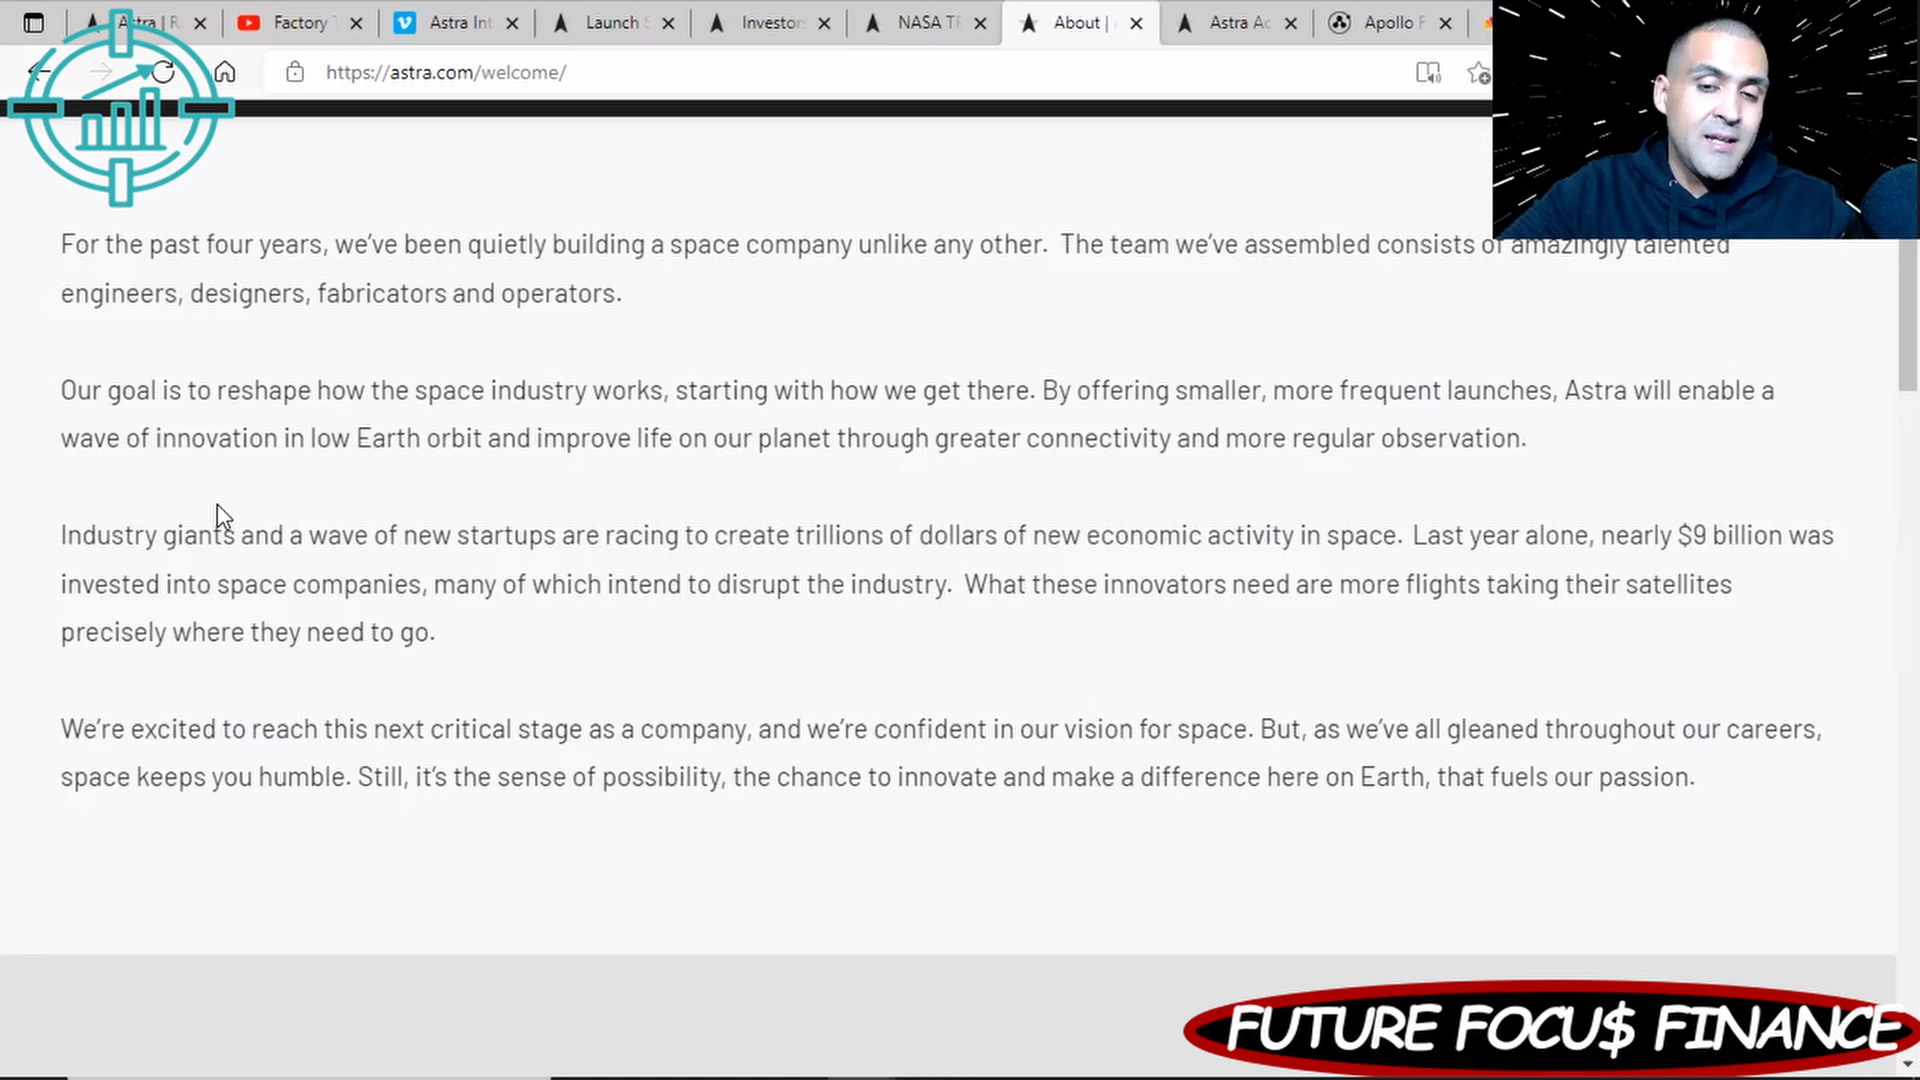 Astra | R
Factory T
Astra Int
Launch S
Investor
NASA TR
About |
Astra Ac
Apollo F
https://astra.com/welcome/
For the past four years, we've been quietly building a space company unlike any other. The team we've assembled consists of amazingly talented
engineers, designers, fabricators and operators.
Our goal is to reshape how the space industry works, starting with how we get there. By offering smaller, more frequent launches, Astra will enable a
wave of innovation in low Earth orbit and improve life on our planet through greater connectivity and more regular observation.
Industry giants and a wave of new startups are racing to create trillions of dollars of new economic activity in space. Last year alone, nearly $9 billion was
invested into space companies, many of which intend to disrupt the industry. What these innovators need are more flights taking their satellites
precisely where they need to go.
We're excited to reach this next critical stage as a company, and we're confident in our vision for space. But, as we've all gleaned throughout our careers,
space keeps you humble. Still, it's the sense of possibility, the chance to innovate and make a difference here on Earth, that fuels our passion.
FUTURE FOCU$ FINANCE